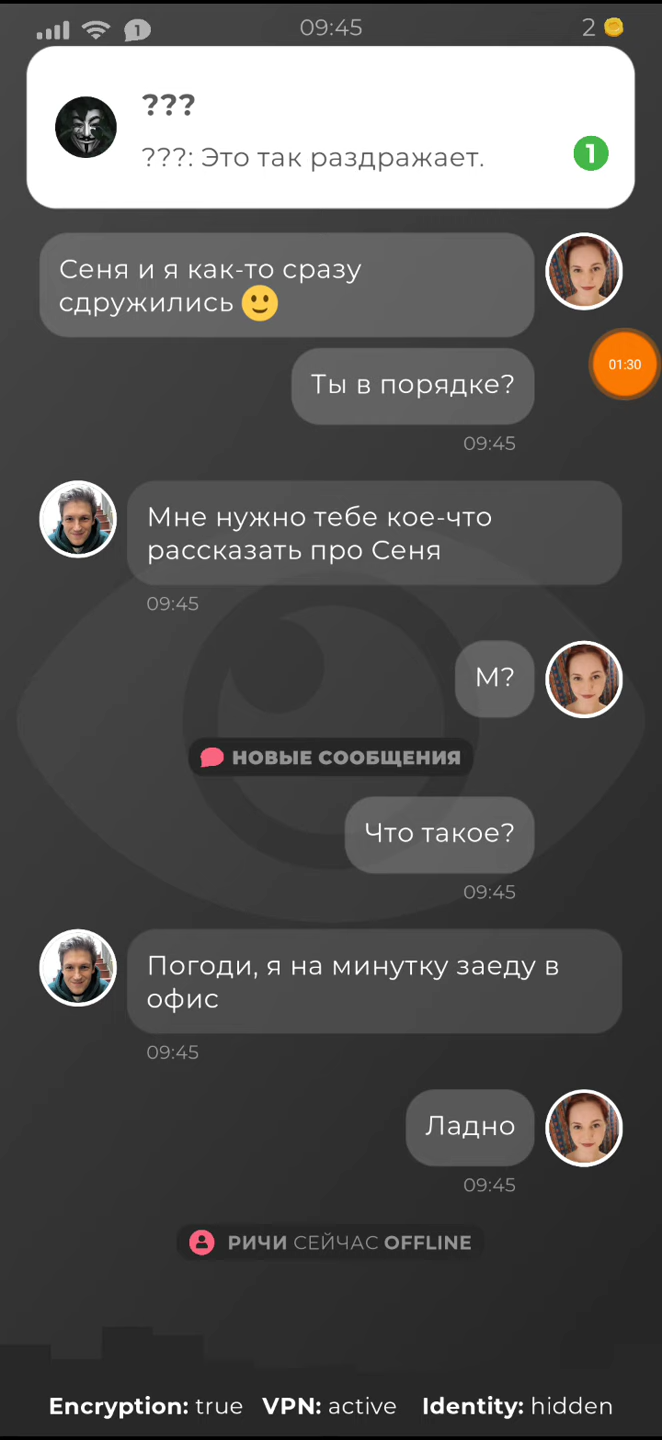 1
09:45
2
???
???: Это так раздражает.
1
Сеня и я как-то сразу
сдружились 🙂
01:30
Ты в порядке?
09:45
Мне нужно тебе кое-что
рассказать про Сеня
09:45
М?
НОВЫЕ СООБЩЕНИЯ
Что такое?
09:45
Погоди, я на минутку заеду в
офис
09:45
Ладно
09:45
РИЧИ СЕЙЧАС OFFLINE
Encryption: true VPN: active Identity: hidden